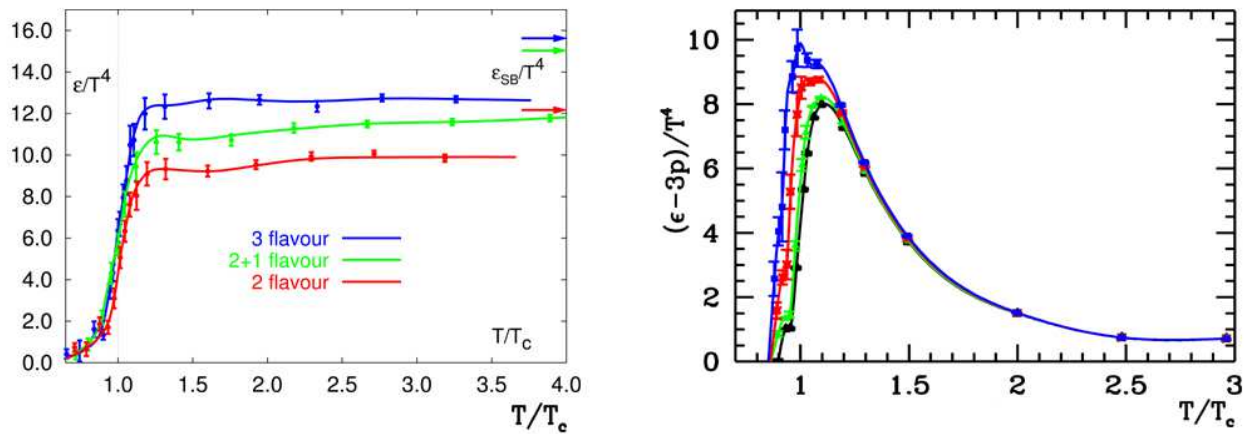 16.0
14.0
12.0
10.0
8.0
6.0
4.0
2.0
0.0
ε/T⁴
ε_SB/T⁴
3 flavour
2+1 flavour
2 flavour
T/T_c
1.0 1.5 2.0 2.5 3.0 3.5 4.0
T/T_c
10
8
6
4
2
0
(ϵ−3p)/T⁴
1 1.5 2 2.5 3
T/T_c